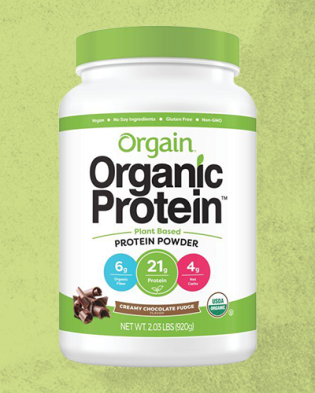 Vegan • No Soy Ingredients • Gluten Free • Non-GMO
Orgain
Organic
Protein™
Plant Based
PROTEIN POWDER
6g 21g 4g
Organic Fiber Protein Net Carbs
CREAMY CHOCOLATE FUDGE
USDA
ORGANIC
NET WT. 2.03 LBS (920g)